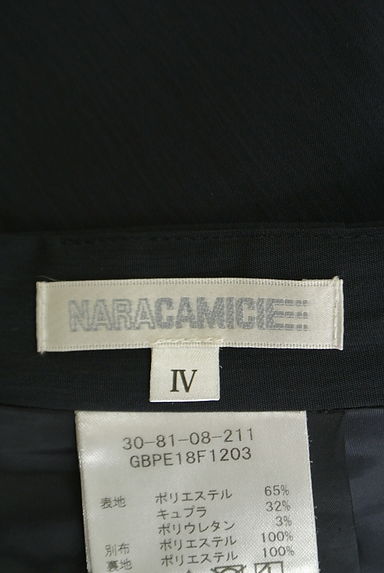 NARACAMICIE
IV
30-81-08-211
GBPE18F1203
表地 ポリエステル 65%
キュプラ 32%
ポリウレタン 3%
別布 ポリエステル 100%
裏地 ポリエステル 100%